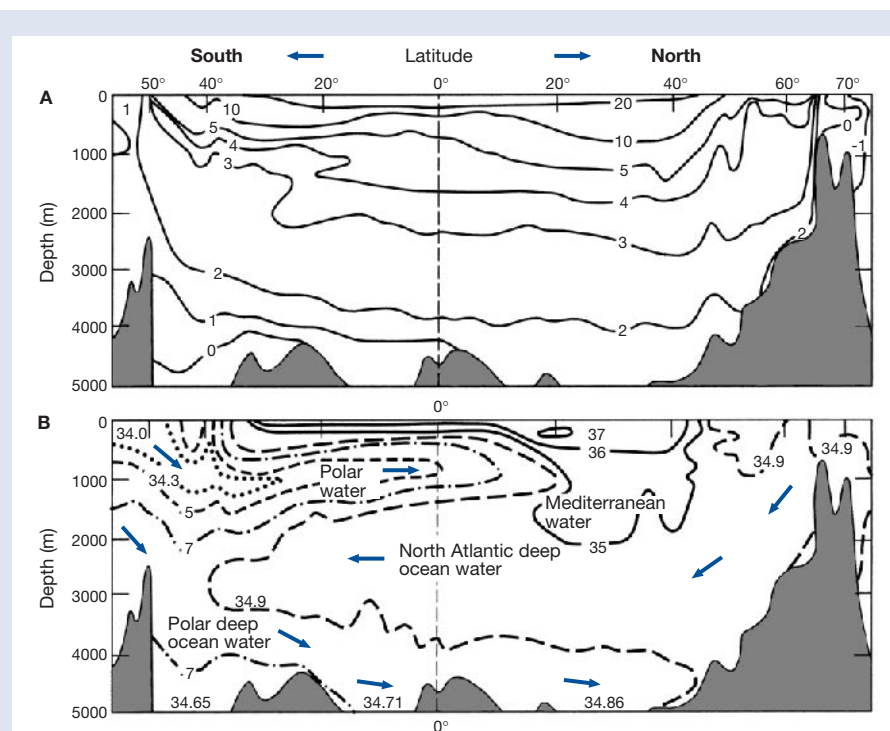 South Latitude North
A
50° 40° 20° 0° 20° 40° 60° 70°
Depth (m)
0
1000
2000
3000
4000
5000
1 10 5 4 3 2 1 0
20 10 5 4 3 2 2 0 -1
0°
B
Depth (m)
0
1000
2000
3000
4000
5000
34.0
34.3
5
7
37
36
34.9
34.9
Polar
water
Mediterranean
water
35
North Atlantic deep
ocean water
34.9
Polar deep
ocean water
7
34.65 34.71 34.86
0°